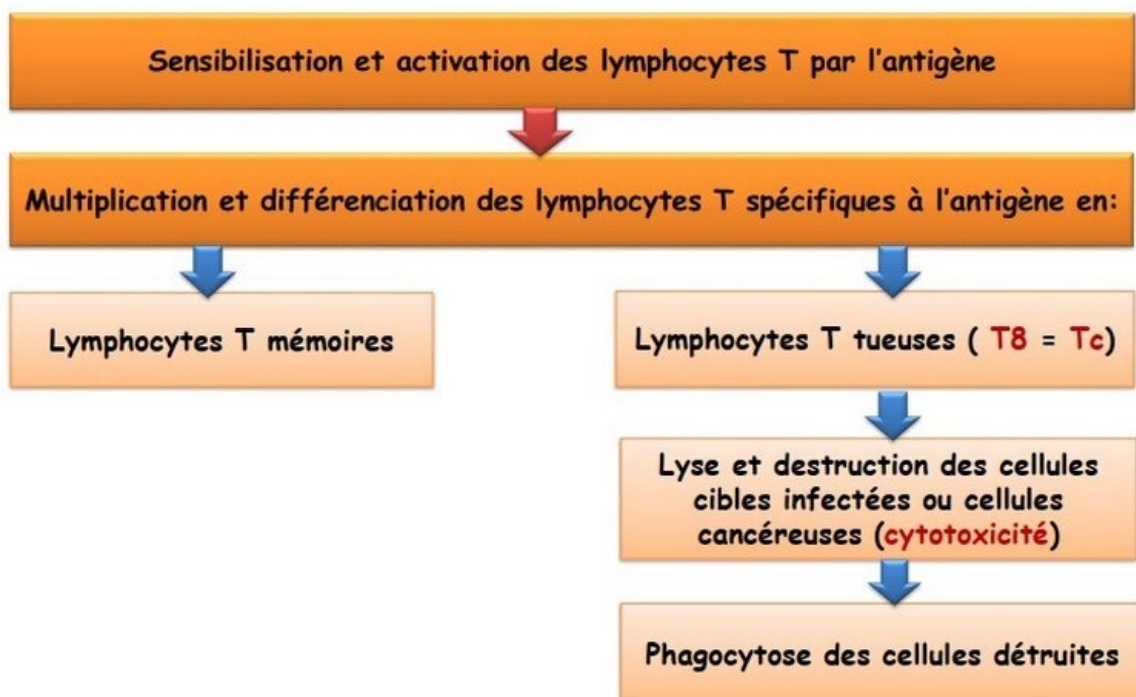 Sensibilisation et activation des lymphocytes T par l'antigène
Multiplication et différenciation des lymphocytes T spécifiques à l'antigène en:
Lymphocytes T mémoires
Lymphocytes T tueuses ( T8 = Tc)
Lyse et destruction des cellules
cibles infectées ou cellules
cancéreuses (cytotoxicité)
Phagocytose des cellules détruites